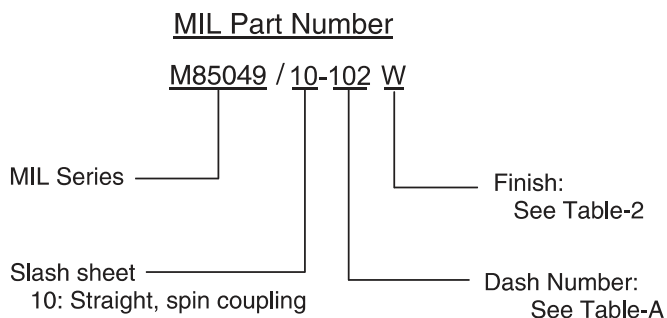 MIL Part Number
M85049 / 10-102 W
MIL Series
Finish:
See Table-2
Slash sheet
10: Straight, spin coupling
Dash Number:
See Table-A